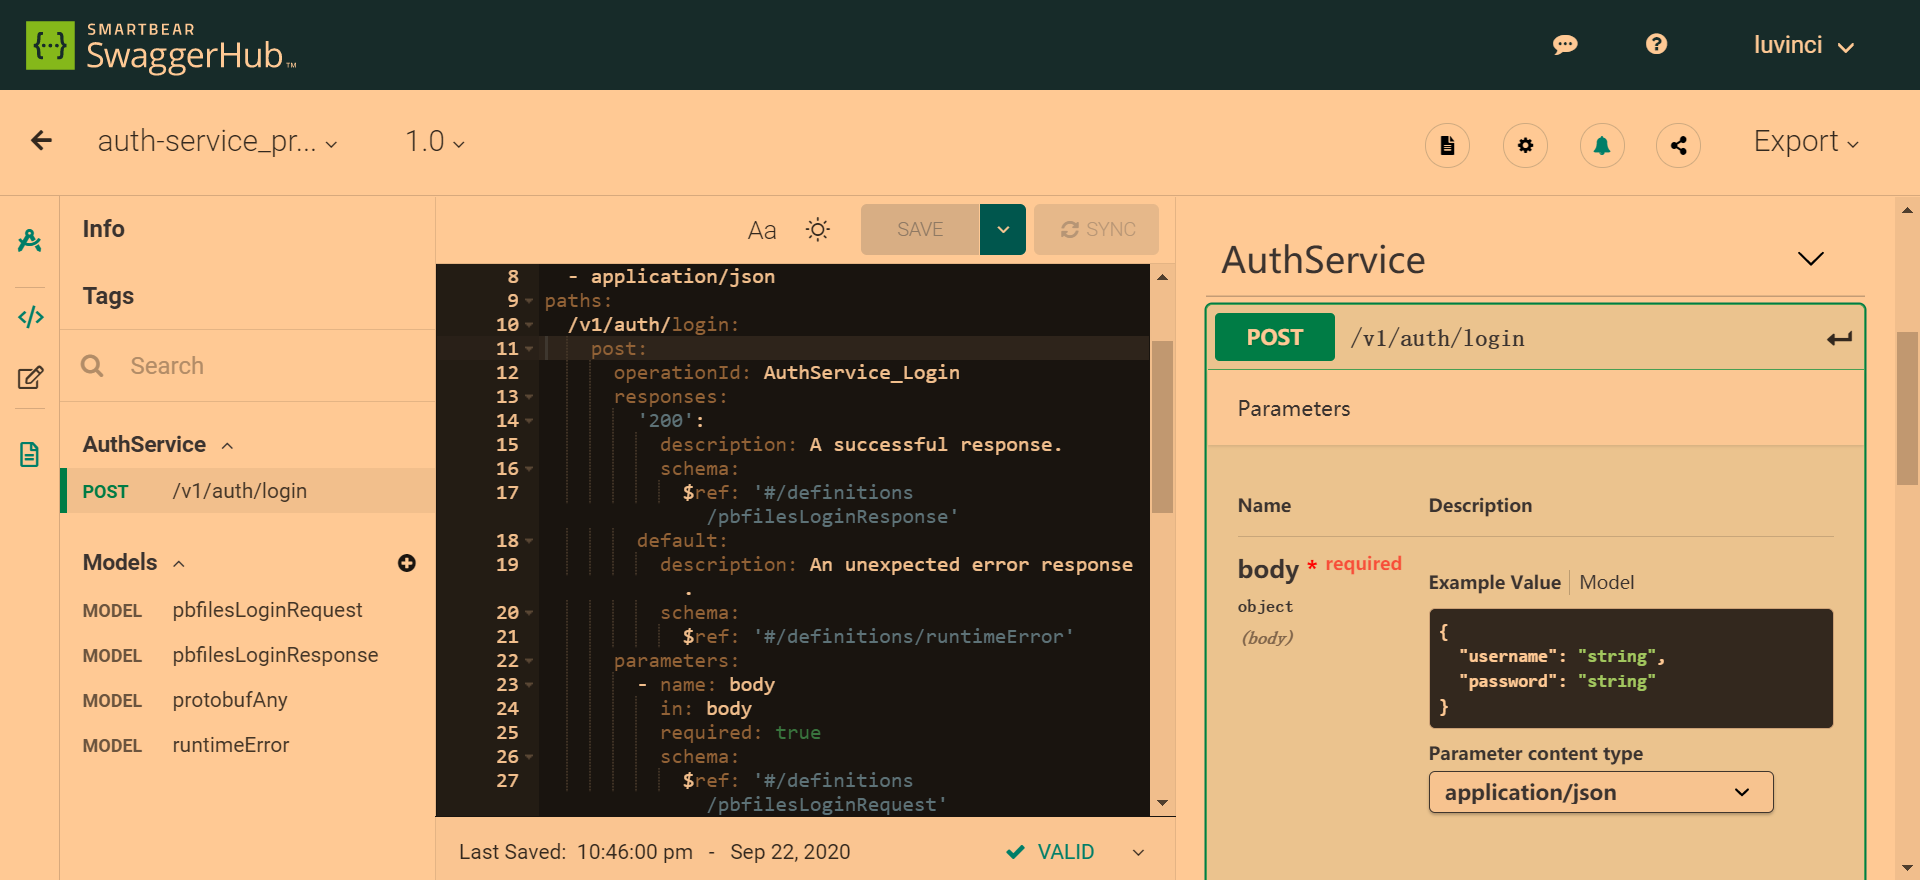 SMARTBEAR
SwaggerHub™
luvinci
auth-service_pr...
1.0
Export
Info
Tags
Search
AuthService
POST /v1/auth/login
Models
MODEL pbfilesLoginRequest
MODEL pbfilesLoginResponse
MODEL protobufAny
MODEL runtimeError
Aa
SAVE
SYNC
8 - application/json
9 paths:
10 /v1/auth/login:
11 post:
12 operationId: AuthService_Login
13 responses:
14 '200':
15 description: A successful response.
16 schema:
17 $ref: '#/definitions
/pbfilesLoginResponse'
18 default:
19 description: An unexpected error response
.
20 schema:
21 $ref: '#/definitions/runtimeError'
22 parameters:
23 - name: body
24 in: body
25 required: true
26 schema:
27 $ref: '#/definitions
/pbfilesLoginRequest'
Last Saved: 10:46:00 pm - Sep 22, 2020
VALID
AuthService
POST /v1/auth/login
Parameters
Name Description
body * required
object
(body)
Example Value Model
{
"username": "string",
"password": "string"
}
Parameter content type
application/json